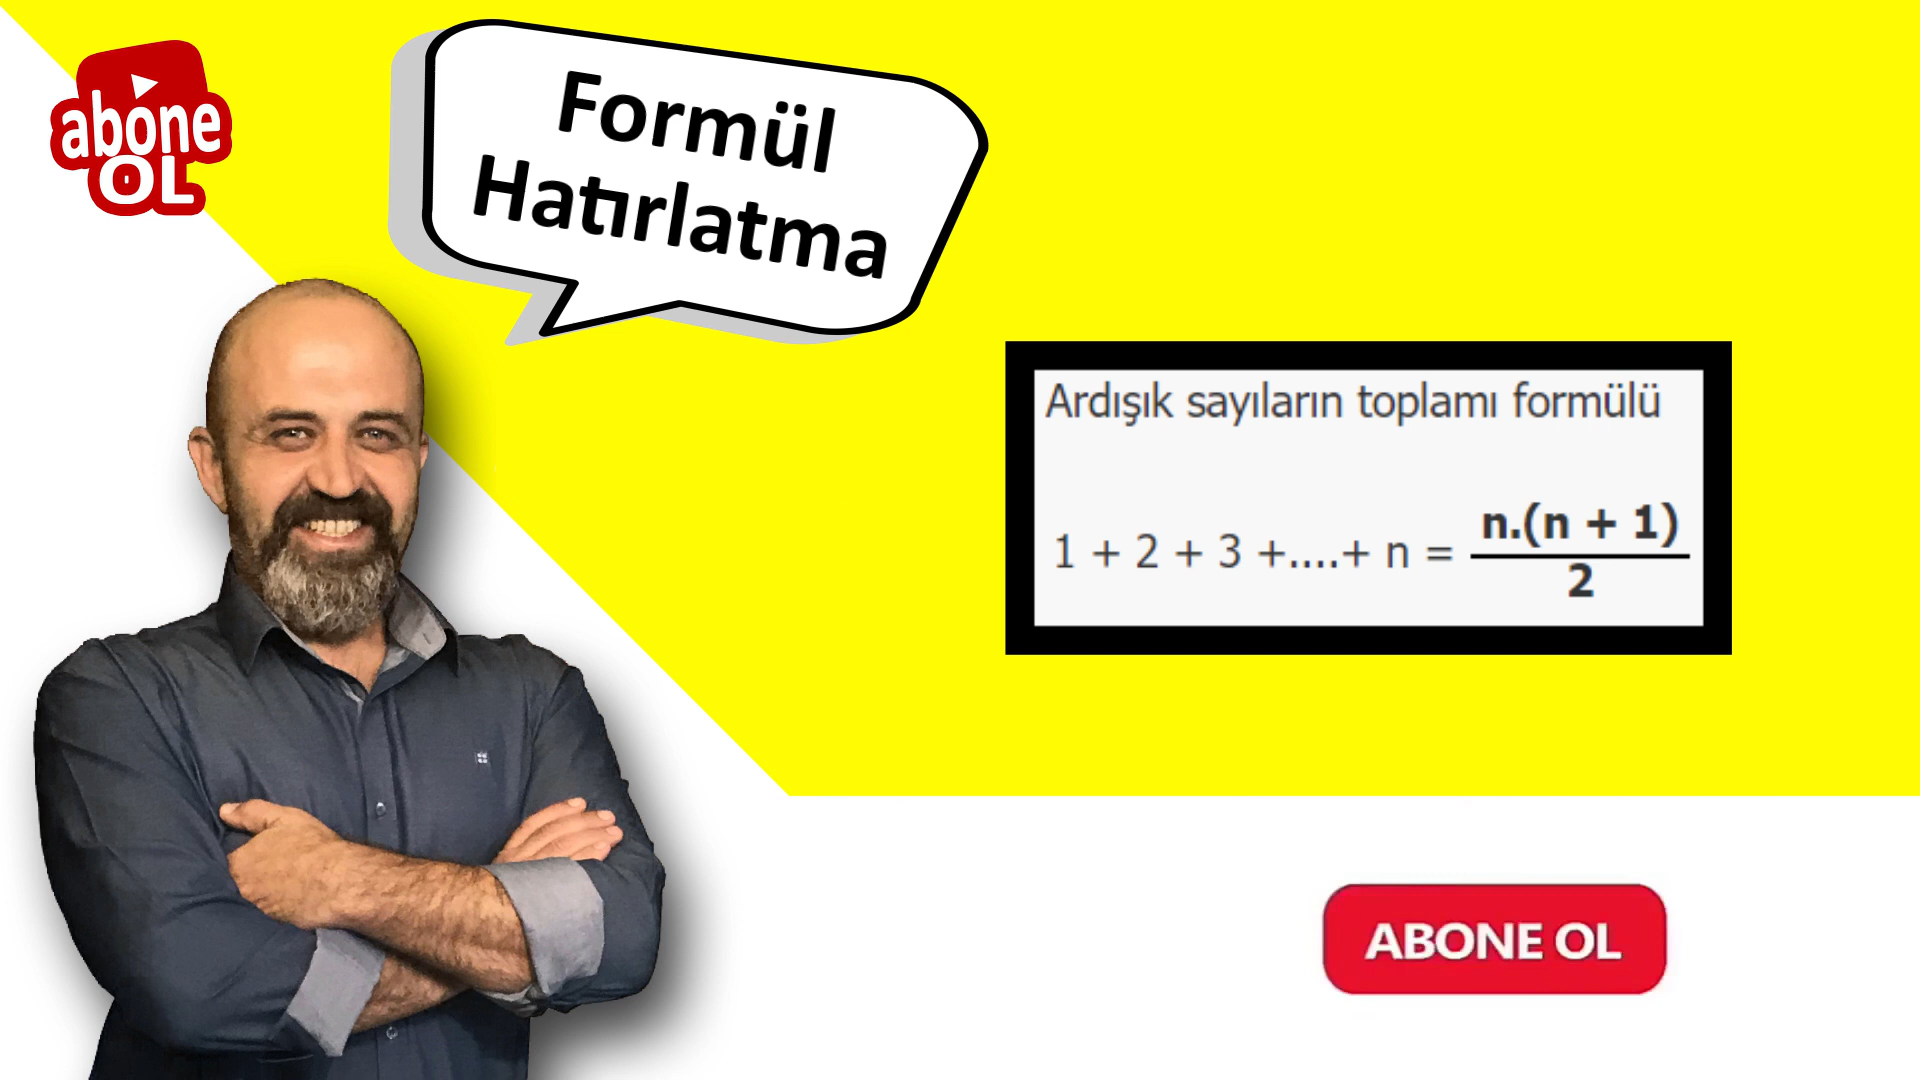 abone
OL
Formül
Hatırlatma
Ardışık sayıların toplamı formülü
1 + 2 + 3 +....+ n = n.(n + 1)
2
ABONE OL